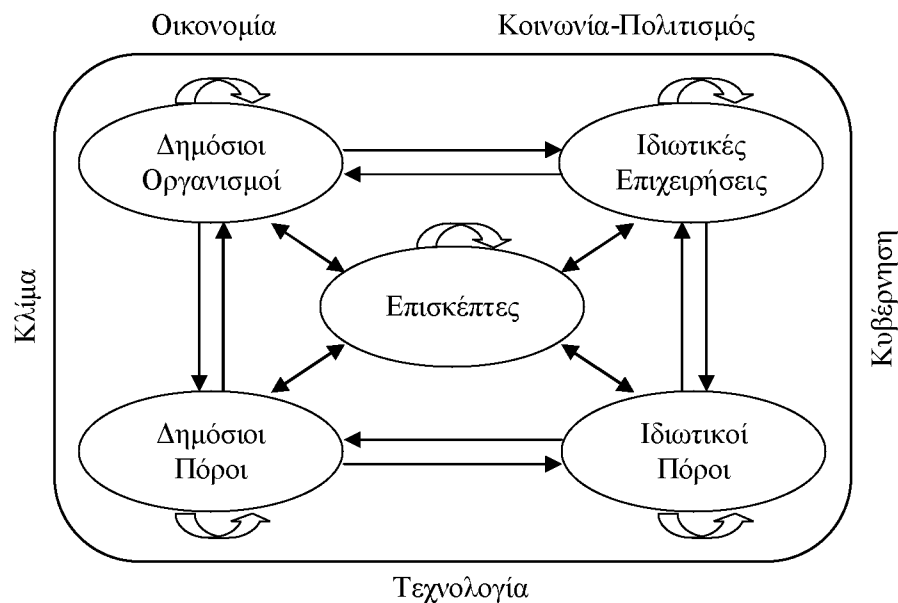 Οικονομία
Κοινωνία-Πολιτισμός
Δημόσιοι
Οργανισμοί
Ιδιωτικές
Επιχειρήσεις
Κλίμα
Επισκέπτες
Κυβέρνηση
Δημόσιοι
Πόροι
Ιδιωτικοί
Πόροι
Τεχνολογία